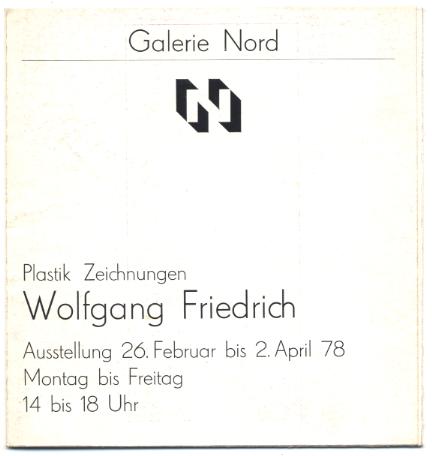 Galerie Nord
N
Plastik Zeichnungen
Wolfgang Friedrich
Ausstellung 26. Februar bis 2. April 78
Montag bis Freitag
14 bis 18 Uhr